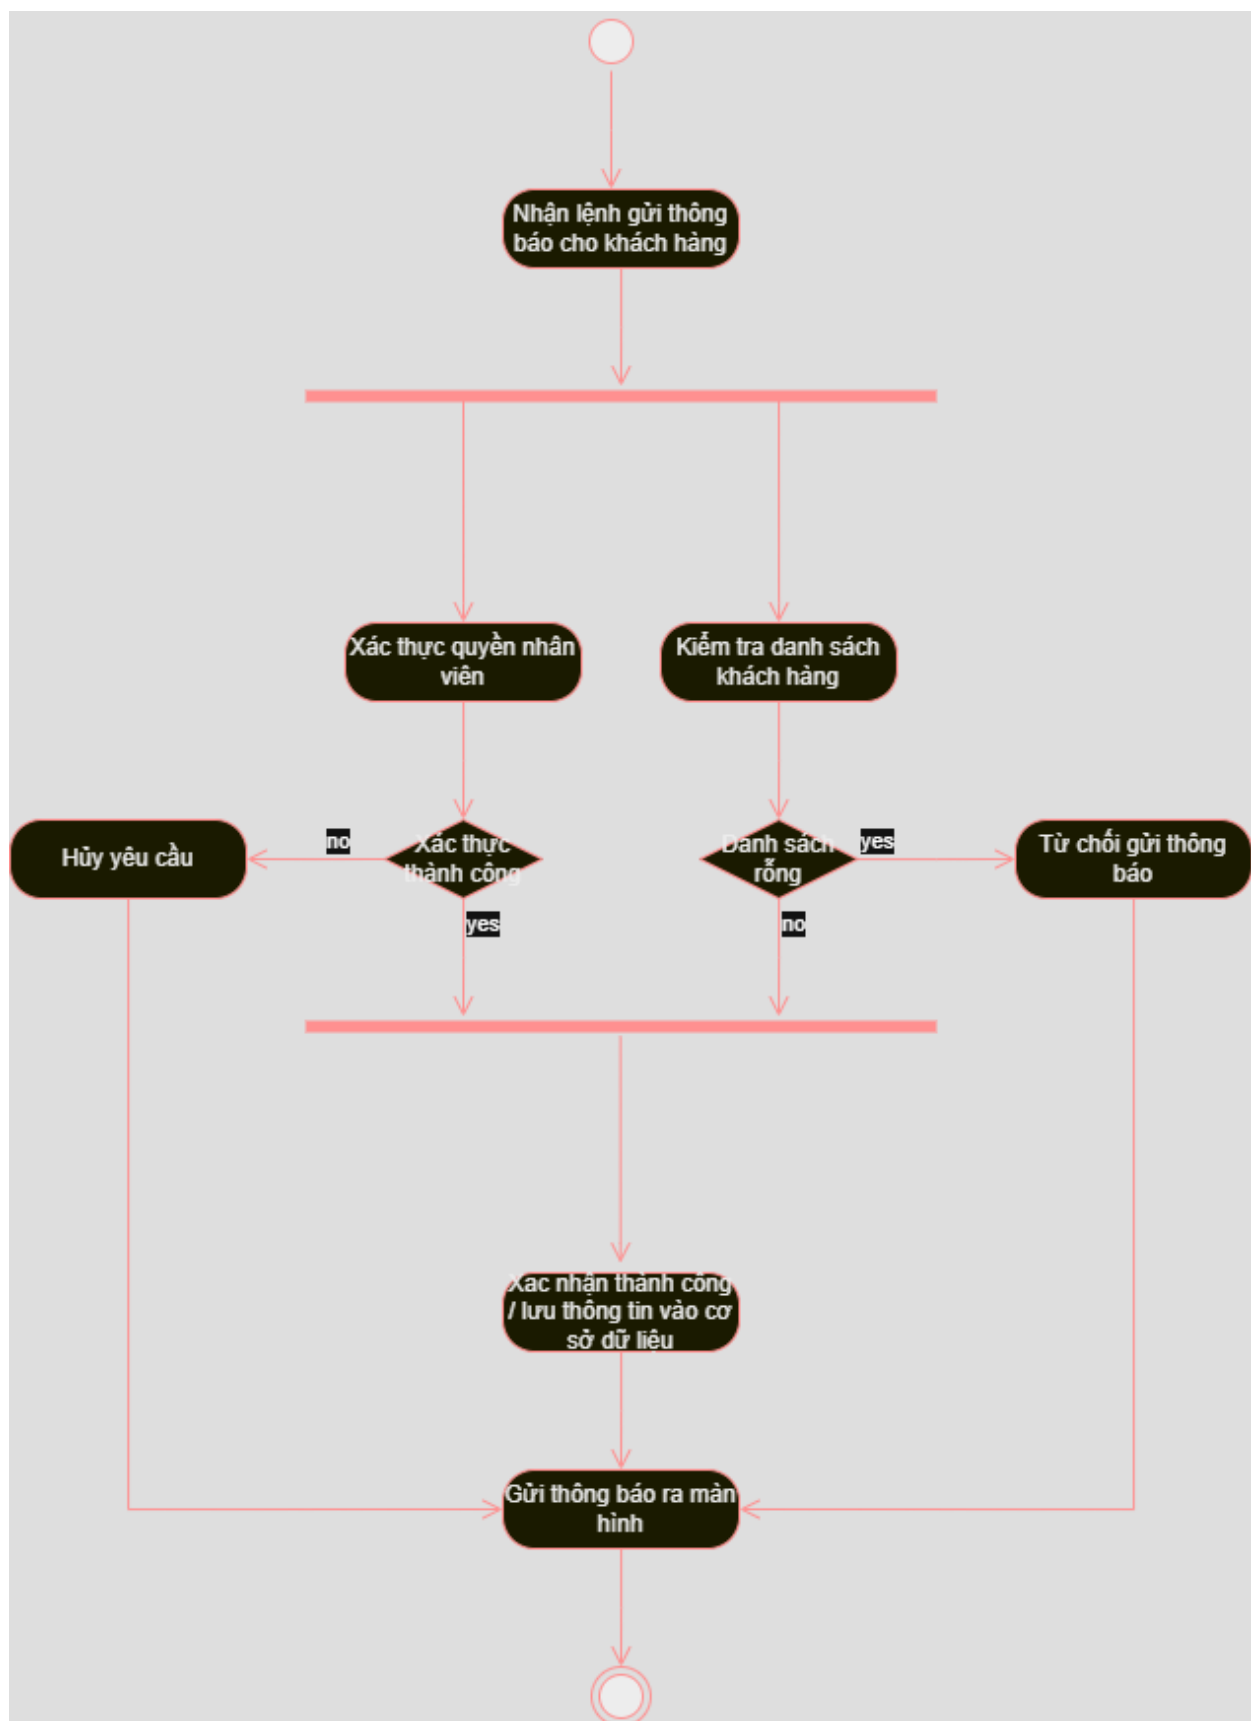 Nhận lệnh gửi thông
báo cho khách hàng
Xác thực quyền nhân
viên
Kiểm tra danh sách
khách hàng
Hủy yêu cầu
no
Xác thực
thành công
yes
Danh sách
rỗng
yes
no
Từ chối gửi thông
báo
Xac nhận thành công
/ lưu thông tin vào cơ
sở dữ liệu
Gửi thông báo ra màn
hình